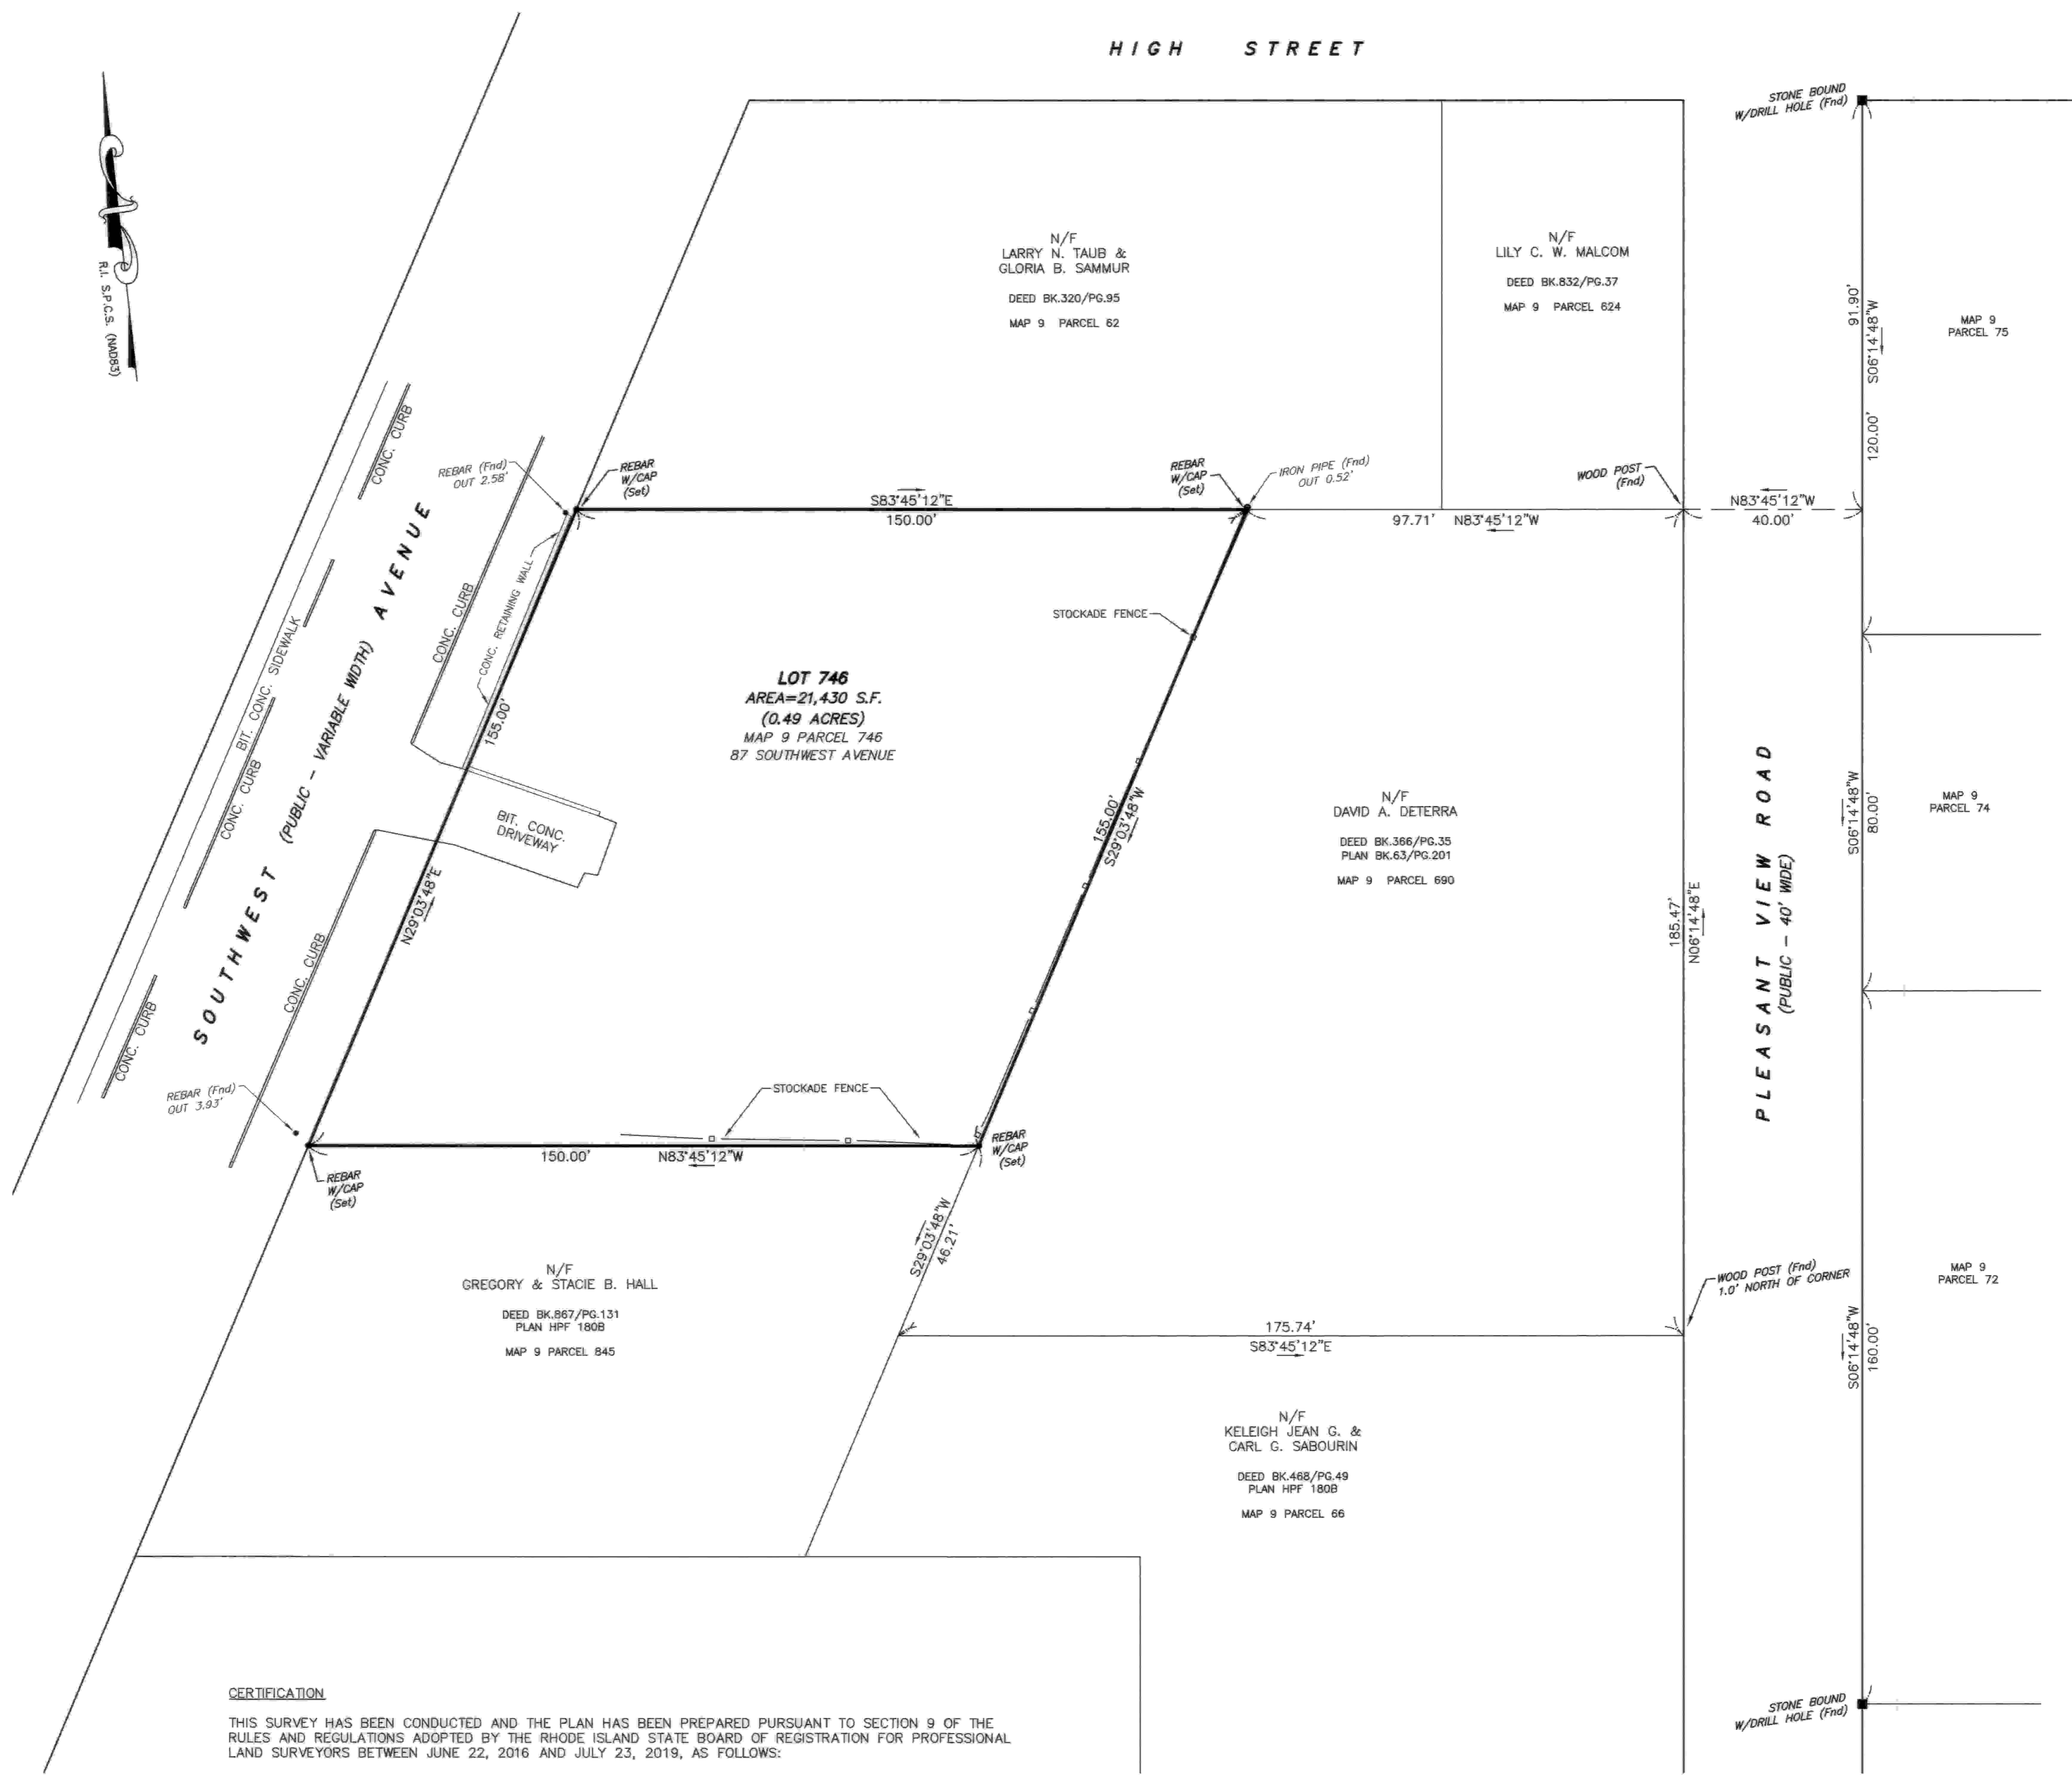 HIGH STREET
STONE BOUND
W/DRILL HOLE (Fnd)
R.I. S.P.C.S. (NAD83)
N/F
LARRY N. TAUB &
GLORIA B. SAMMUR
DEED BK.320/PG.95
MAP 9 PARCEL 62
N/F
LILY C. W. MALCOM
DEED BK.832/PG.37
MAP 9 PARCEL 624
91.90'
S06°14'48"W
120.00'
MAP 9
PARCEL 75
CONC. CURB
REBAR (Fnd)
OUT 2.58'
REBAR
W/CAP
(Set)
S83°45'12"E
150.00'
REBAR
W/CAP
(Set)
IRON PIPE (Fnd)
OUT 0.52'
97.71' N83°45'12"W
WOOD POST
(Fnd)
N83°45'12"W
40.00'
SOUTHWEST (PUBLIC - VARIABLE WIDTH) AVENUE
BIT. CONC. SIDEWALK
CONC. CURB
CONC. CURB
CONC. RETAINING WALL
155.00'
N29°03'48"E
STOCKADE FENCE
LOT 746
AREA=21,430 S.F.
(0.49 ACRES)
MAP 9 PARCEL 746
87 SOUTHWEST AVENUE
BIT. CONC.
DRIVEWAY
155.00'
S29°03'48"W
N/F
DAVID A. DETERRA
DEED BK.366/PG.35
PLAN BK.63/PG.201
MAP 9 PARCEL 690
185.47'
N06°14'48"E
PLEASANT VIEW ROAD
(PUBLIC - 40' WIDE)
S06°14'48"W
80.00'
MAP 9
PARCEL 74
CONC. CURB
CONC. CURB
REBAR (Fnd)
OUT 3.93'
STOCKADE FENCE
REBAR
W/CAP
(Set)
150.00' N83°45'12"W
REBAR
W/CAP
(Set)
S29°03'48"W
46.21'
N/F
GREGORY & STACIE B. HALL
DEED BK.867/PG.131
PLAN HPF 180B
MAP 9 PARCEL 845
WOOD POST (Fnd)
1.0' NORTH OF CORNER
MAP 9
PARCEL 72
S06°14'48"W
160.00'
175.74'
S83°45'12"E
N/F
KELEIGH JEAN G. &
CARL G. SABOURIN
DEED BK.468/PG.49
PLAN HPF 180B
MAP 9 PARCEL 66
STONE BOUND
W/DRILL HOLE (Fnd)
CERTIFICATION
THIS SURVEY HAS BEEN CONDUCTED AND THE PLAN HAS BEEN PREPARED PURSUANT TO SECTION 9 OF THE
RULES AND REGULATIONS ADOPTED BY THE RHODE ISLAND STATE BOARD OF REGISTRATION FOR PROFESSIONAL
LAND SURVEYORS BETWEEN JUNE 22, 2016 AND JULY 23, 2019, AS FOLLOWS: